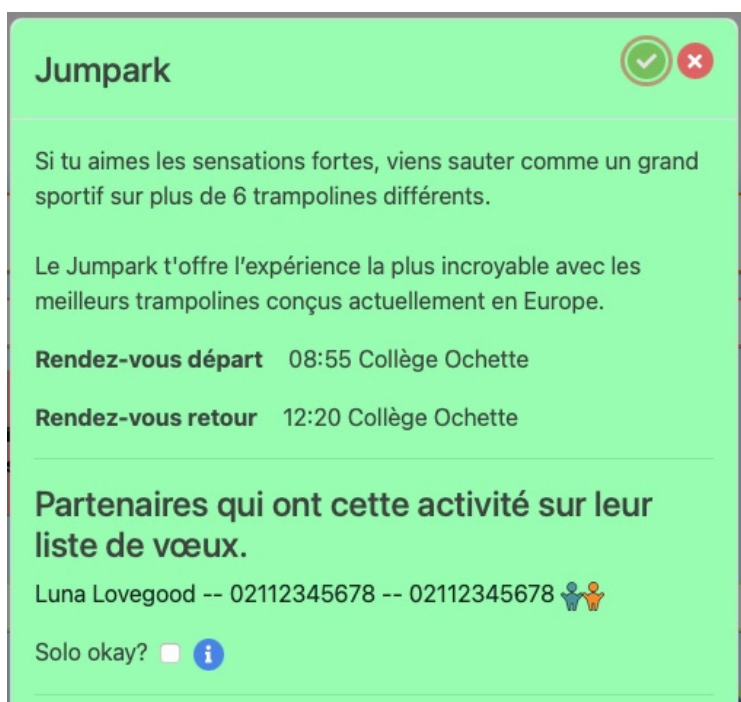 Jumpark
Si tu aimes les sensations fortes, viens sauter comme un grand
sportif sur plus de 6 trampolines différents.
Le Jumpark t'offre l’expérience la plus incroyable avec les
meilleurs trampolines conçus actuellement en Europe.
Rendez-vous départ 08:55 Collège Ochette
Rendez-vous retour 12:20 Collège Ochette
Partenaires qui ont cette activité sur leur
liste de vœux.
Luna Lovegood -- 02112345678 -- 02112345678
Solo okay?